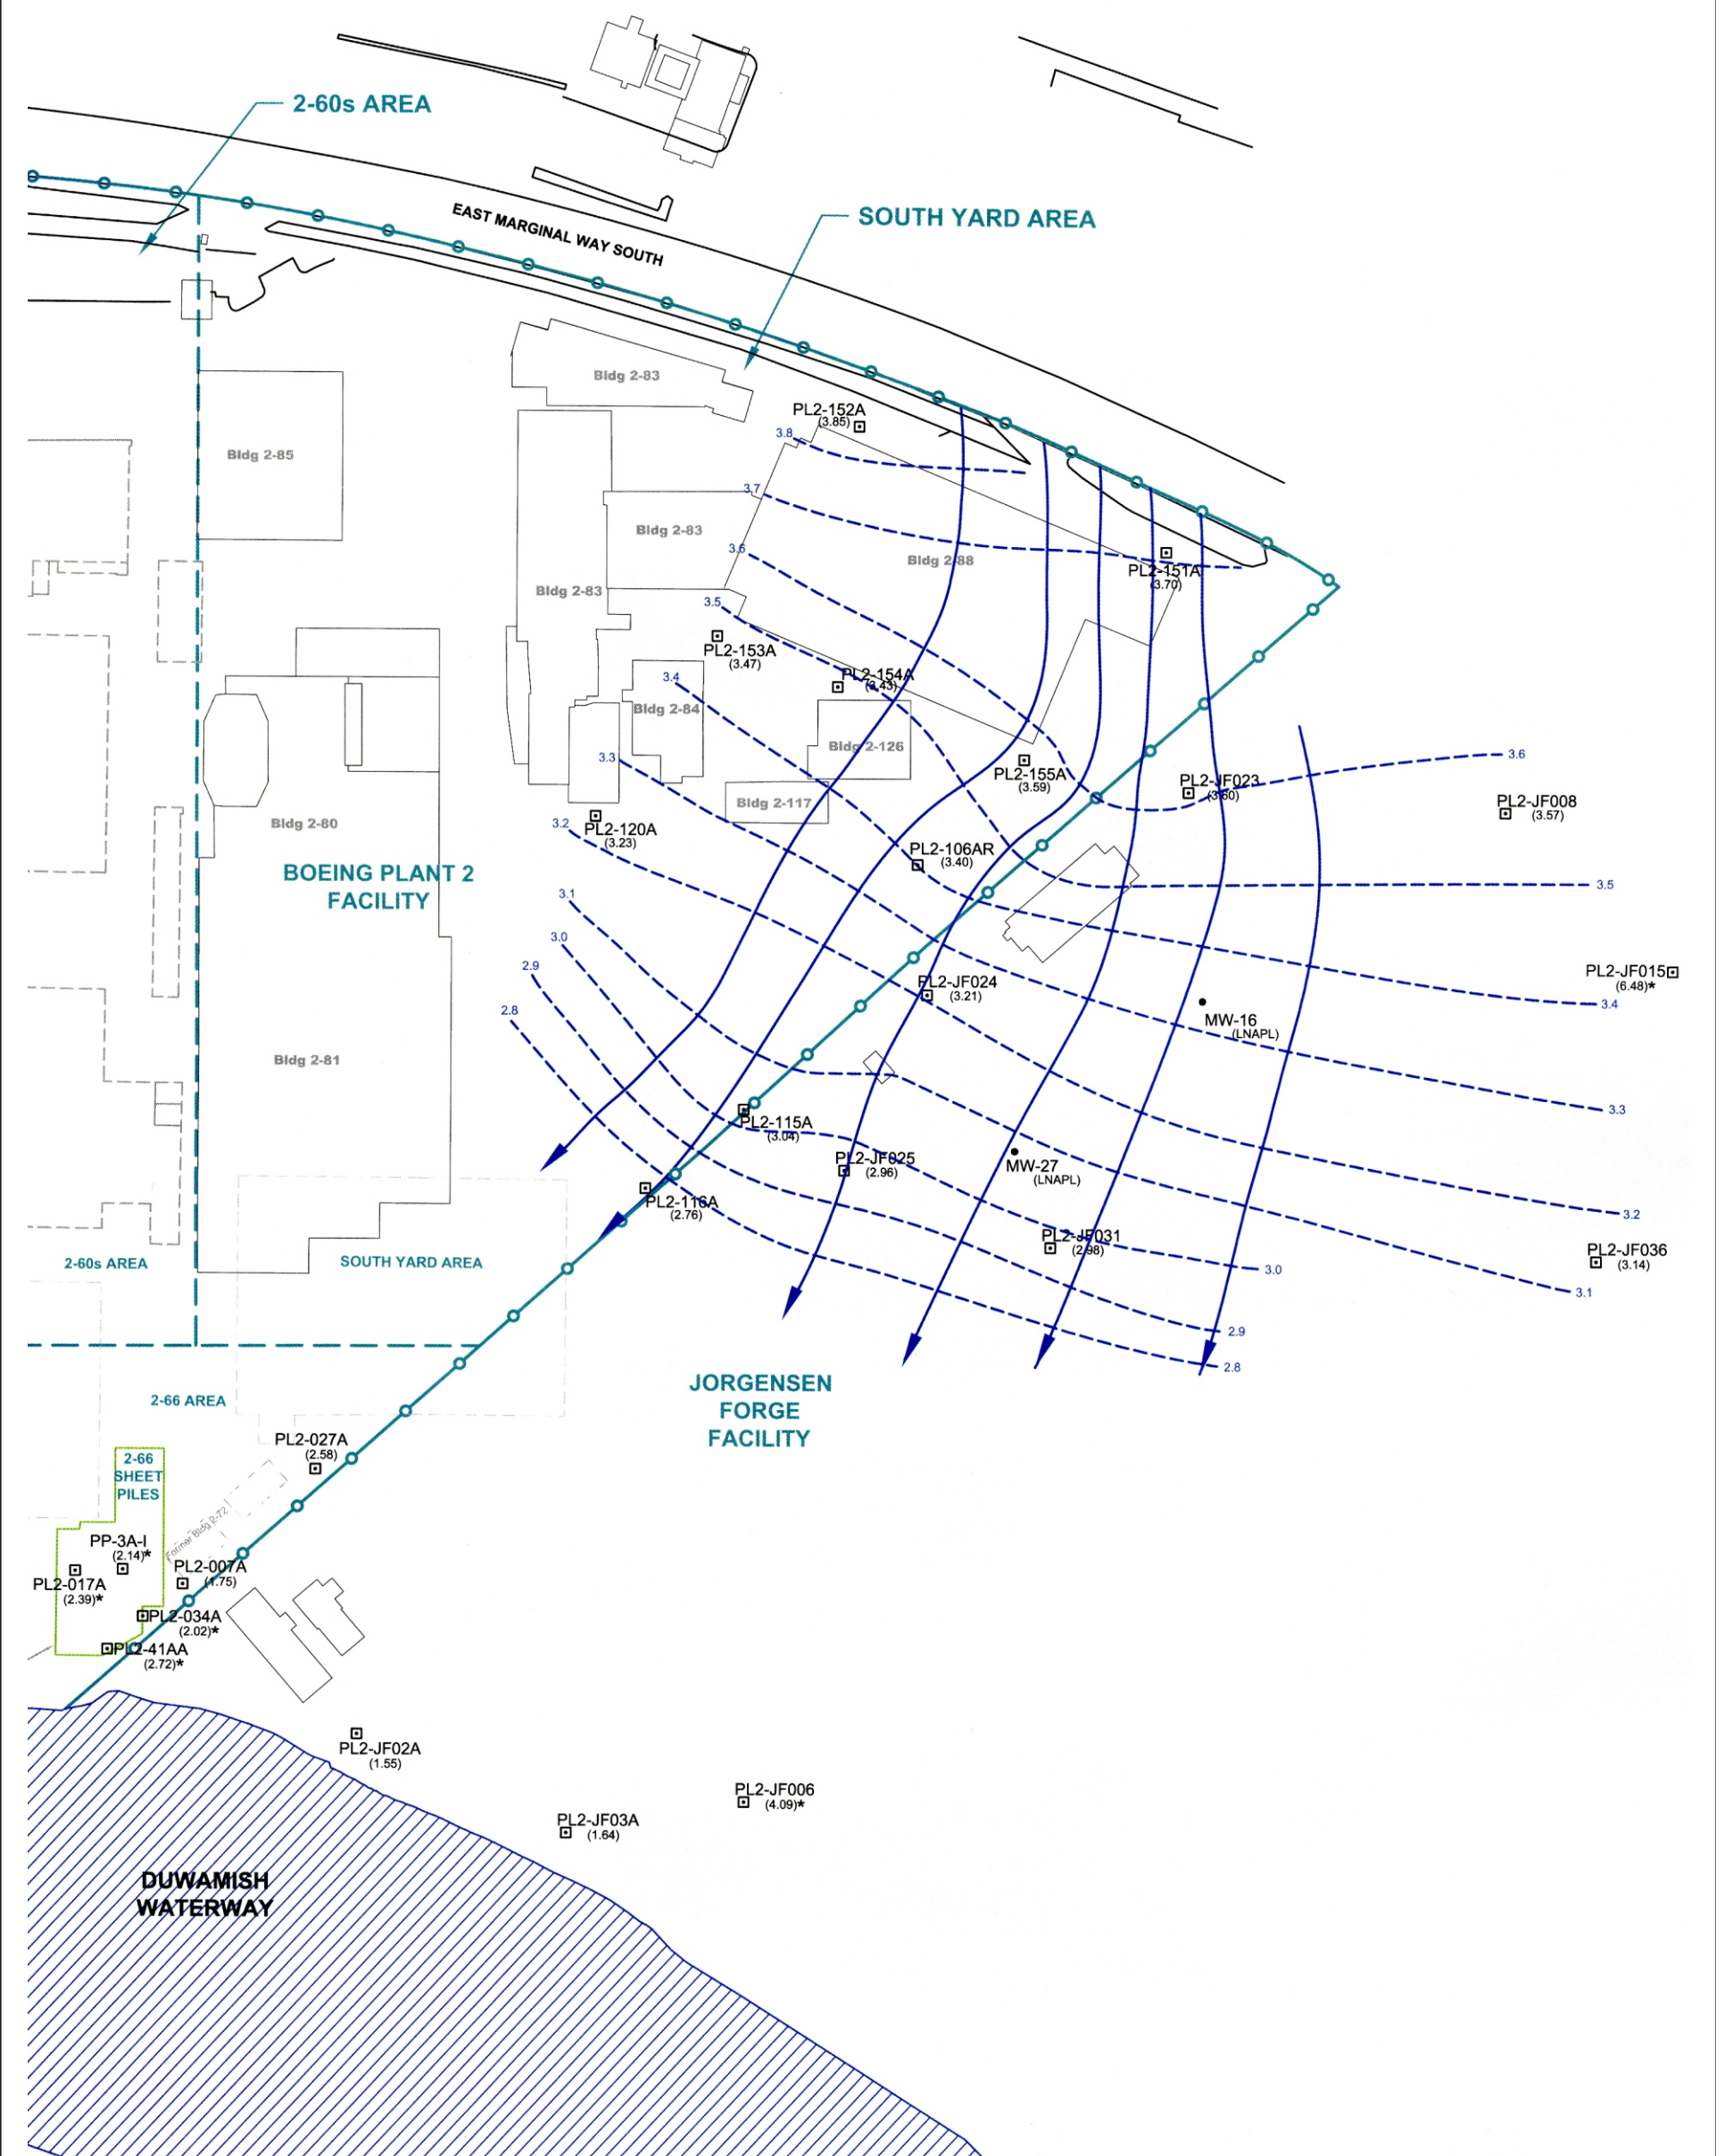 2-60s AREA
EAST MARGINAL WAY SOUTH
SOUTH YARD AREA
Bldg 2-83
PL2-152A
(3.85)
3.8
Bldg 2-85
3.7
Bldg 2-83
3.6
Bldg 2-88
PL2-151A
(3.70)
Bldg 2-83
3.5
PL2-153A
(3.47)
PL2-154A
(3.43)
3.4
Bldg 2-84
Bldg 2-126
3.3
3.6
PL2-155A
(3.59)
PL2-JF023
(3.60)
PL2-JF008
(3.57)
Bldg 2-117
3.2
PL2-120A
(3.23)
Bldg 2-80
PL2-106AR
(3.40)
BOEING PLANT 2
FACILITY
3.5
3.1
3.0
2.9
PL2-JF015
(6.48)*
PL2-JF024
(3.21)
3.4
2.8
MW-16
(LNAPL)
Bldg 2-81
3.3
PL2-115A
(3.04)
PL2-JF025
(2.96)
MW-27
(LNAPL)
PL2-116A
(2.76)
3.2
PL2-JF031
(2.98)
PL2-JF036
(3.14)
2-60s AREA
SOUTH YARD AREA
3.0
3.1
2.9
2.8
JORGENSEN
FORGE
FACILITY
2-66 AREA
PL2-027A
(2.58)
2-66
SHEET
PILES
Former Bldg 2-72
PP-3A-I
(2.14)*
PL2-007A
(1.75)
PL2-017A
(2.39)*
PL2-034A
(2.02)*
PL2-41AA
(2.72)*
PL2-JF02A
(1.55)
PL2-JF006
(4.09)*
PL2-JF03A
(1.64)
DUWAMISH
WATERWAY